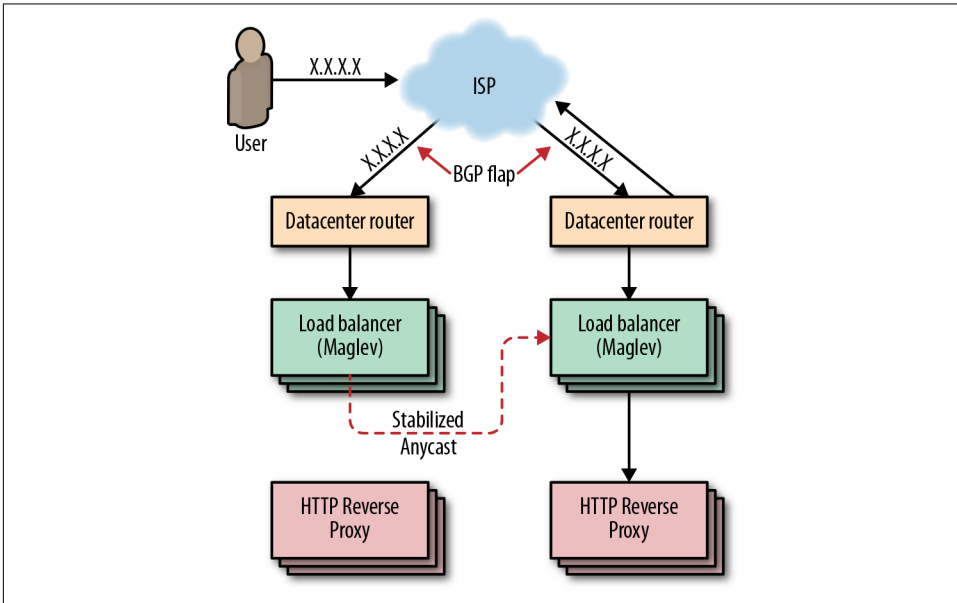 X.X.X.X
ISP
User
X.X.X.X
X.X.X.X
BGP flap
Datacenter router
Datacenter router
Load balancer
(Maglev)
Load balancer
(Maglev)
Stabilized
Anycast
HTTP Reverse
Proxy
HTTP Reverse
Proxy